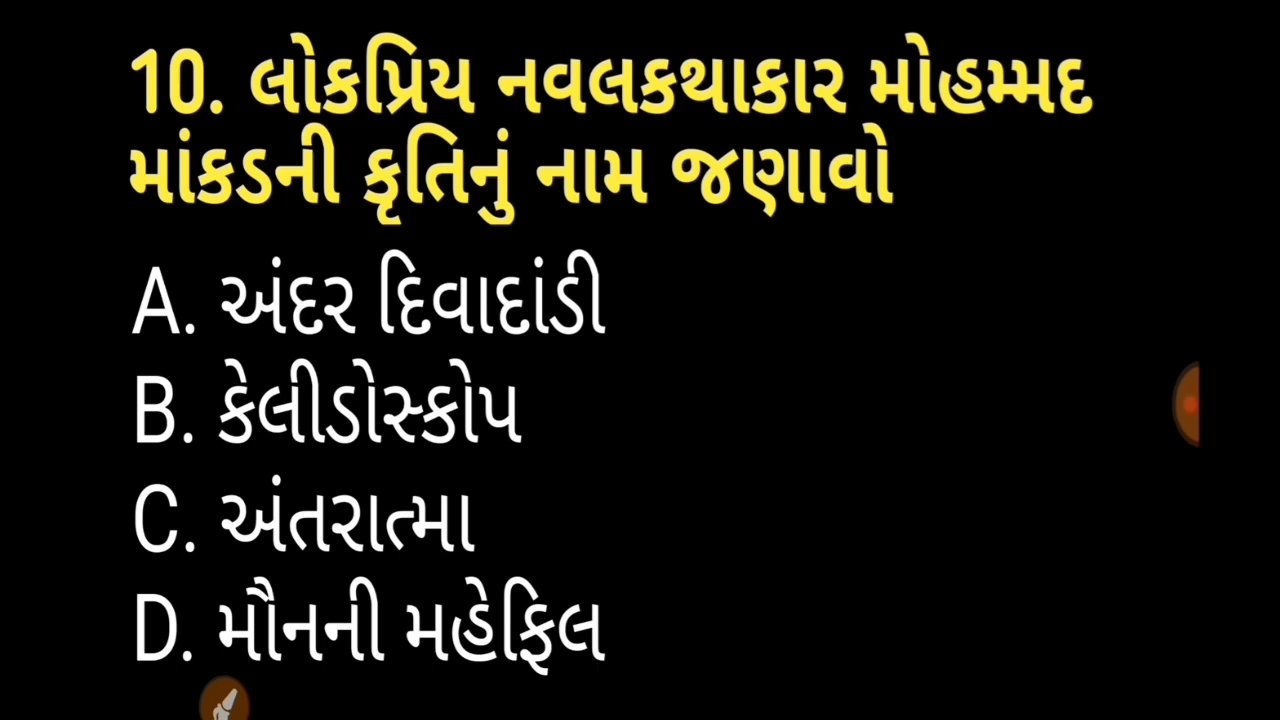 10. લોકપ્રિય નવલકથાકાર મોહમ્મદ
માંકડની કૃતિનું નામ જણાવો
A. અંદર દિવાદાંડી
B. કેલીડોસ્કોપ
C. અંતરાત્મા
D. મૌનની મહેફિલ